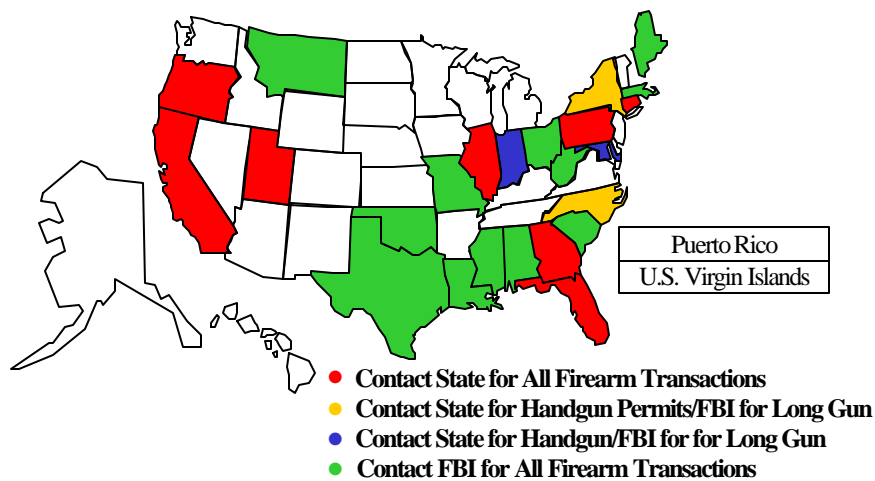 Puerto Rico
U.S. Virgin Islands
Contact State for All Firearm Transactions
Contact State for Handgun Permits/FBI for Long Gun
Contact State for Handgun/FBI for for Long Gun
Contact FBI for All Firearm Transactions